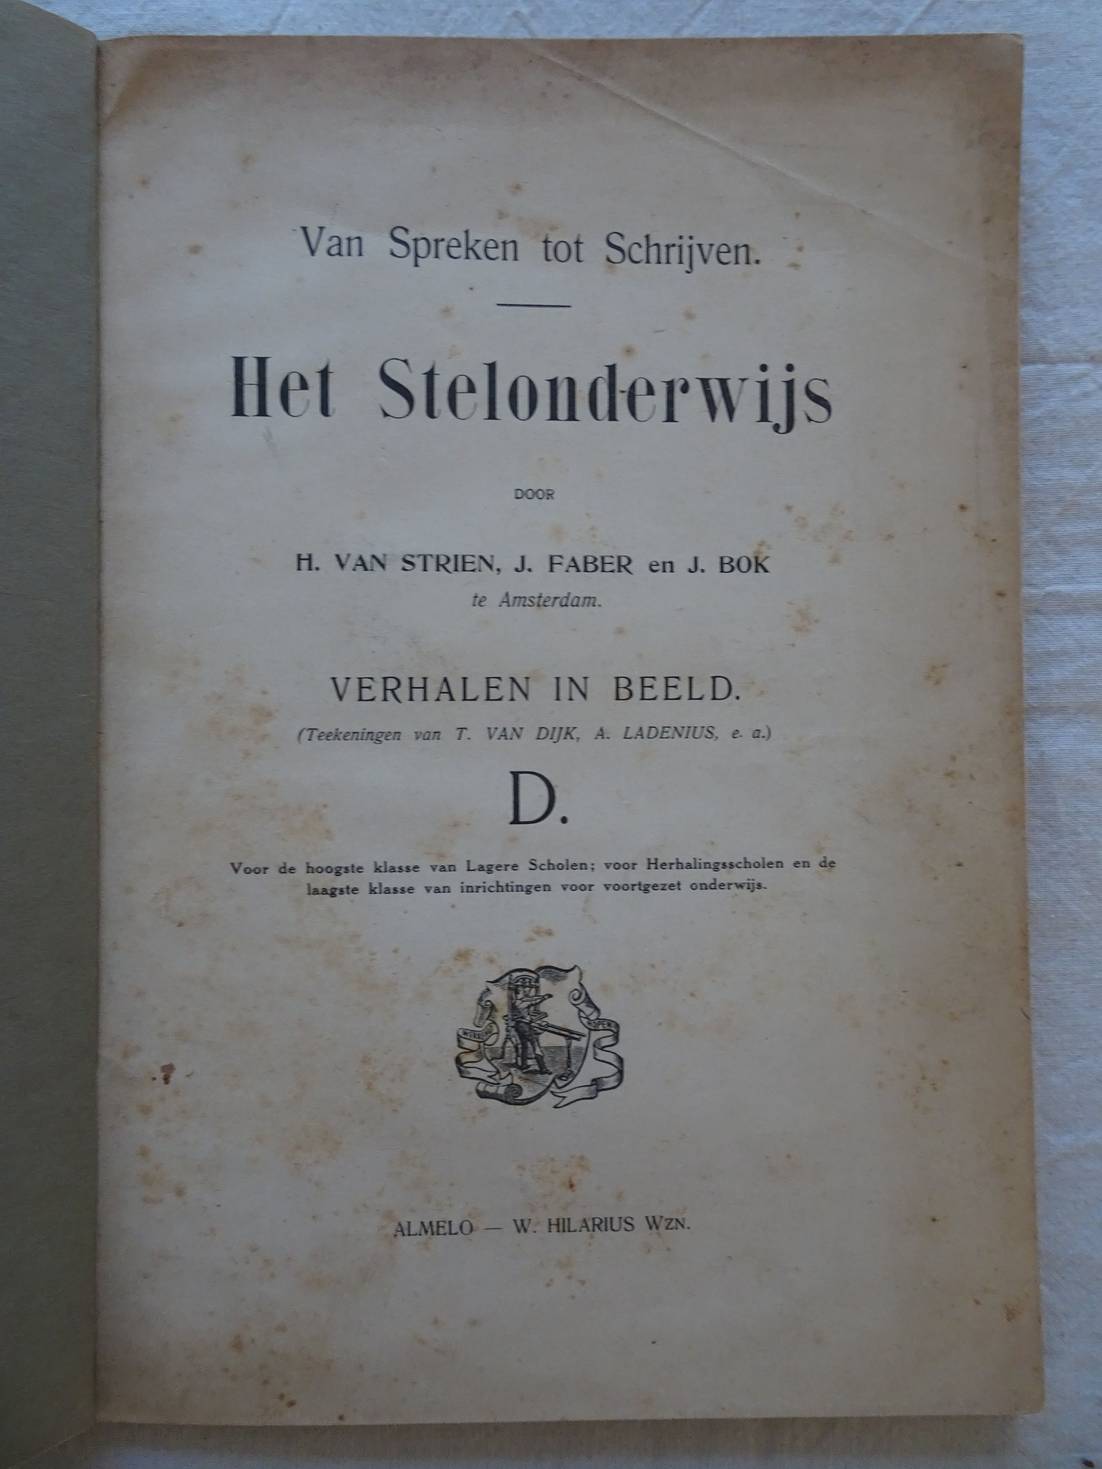 Van Spreken tot Schrijven.
Het Stelonderwijs
DOOR
H. VAN STRIEN, J. FABER en J. BOK
te Amsterdam.
VERHALEN IN BEELD.
(Teekeningen van T. VAN DIJK, A. LADENIUS, e. a.)
D.
Voor de hoogste klasse van Lagere Scholen; voor Herhalingsscholen en de
laagste klasse van inrichtingen voor voortgezet onderwijs.
ALMELO — W. HILARIUS WZN.